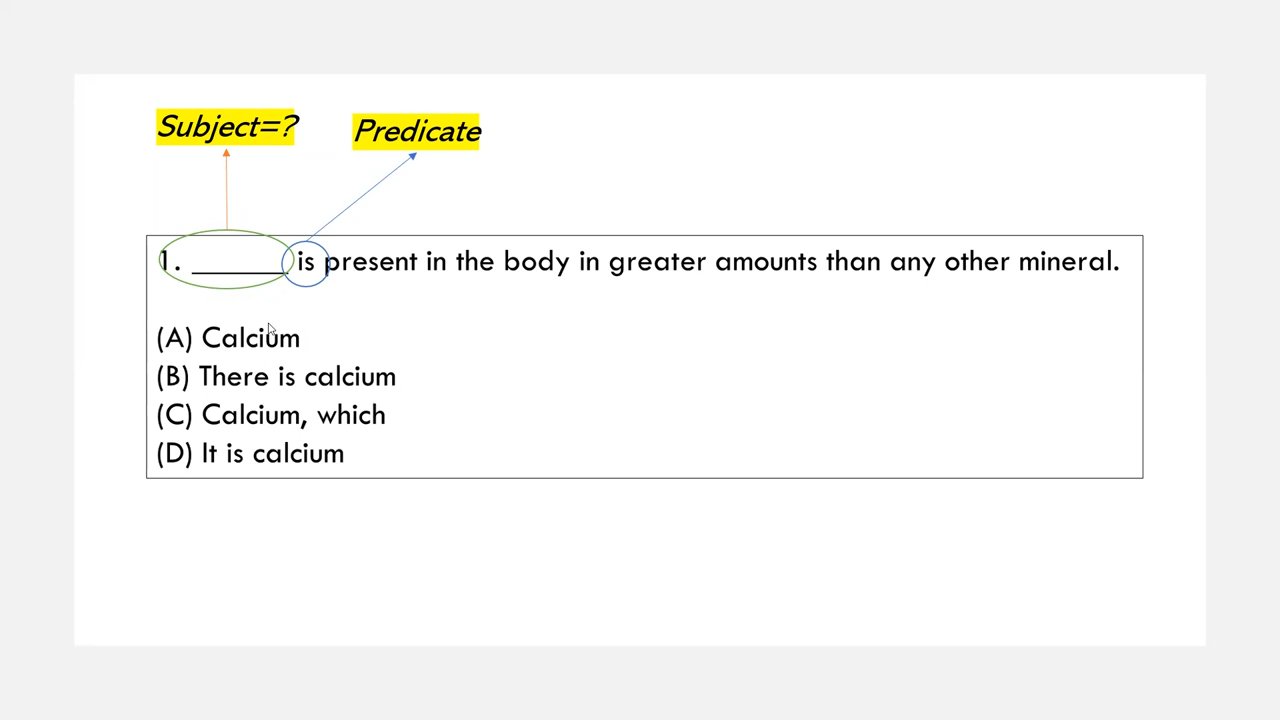 Subject=?
Predicate
1. ______ is present in the body in greater amounts than any other mineral.
(A) Calcium
(B) There is calcium
(C) Calcium, which
(D) It is calcium